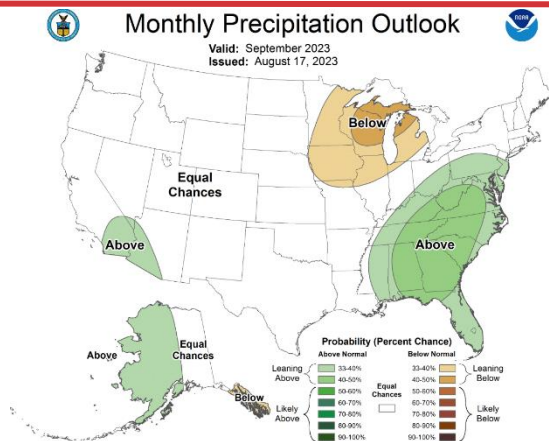 Monthly Precipitation Outlook
NOAA
Valid: September 2023
Issued: August 17, 2023
Below
Equal
Chances
Above
Above
Above
Equal
Chances
Below
Probability (Percent Chance)
Above Normal
Below Normal
Leaning
Above
33-40%
40-50%
Likely
Above
50-60%
60-70%
70-80%
80-90%
90-100%
Equal
Chances
33-40%
40-50%
Leaning
Below
50-60%
60-70%
70-80%
80-90%
90-100%
Likely
Below